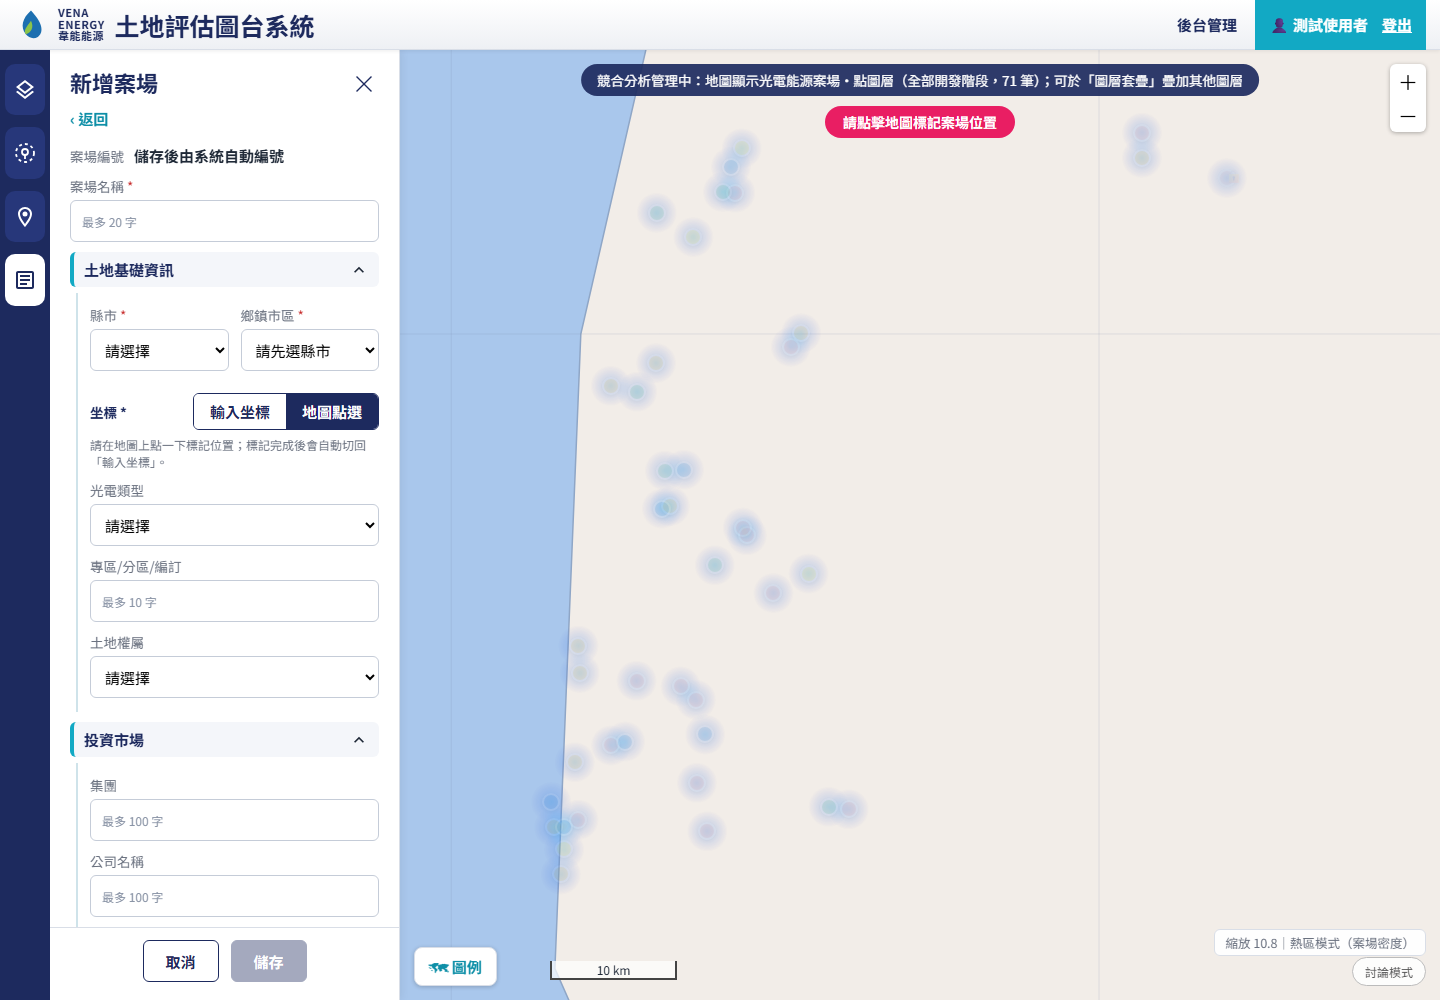 VENA
ENERGY
韋能能源
土地評估圖台系統
後台管理
測試使用者
登出
新增案場
‹ 返回
案場編號 儲存後由系統自動編號
案場名稱 *
最多 20 字
土地基礎資訊
縣市 *
鄉鎮市區 *
請選擇
請先選縣市
坐標 *
輸入坐標
地圖點選
請在地圖上點一下標記位置；標記完成後會自動切回
「輸入坐標」。
光電類型
請選擇
專區/分區/編訂
最多 10 字
土地權屬
請選擇
投資市場
集團
最多 100 字
公司名稱
最多 100 字
取消
儲存
競合分析管理中：地圖顯示光電能源案場・點圖層（全部開發階段，71 筆）；可於「圖層套疊」疊加其他圖層
請點擊地圖標記案場位置
圖例
10 km
縮放 10.8｜熱區模式（案場密度）
討論模式